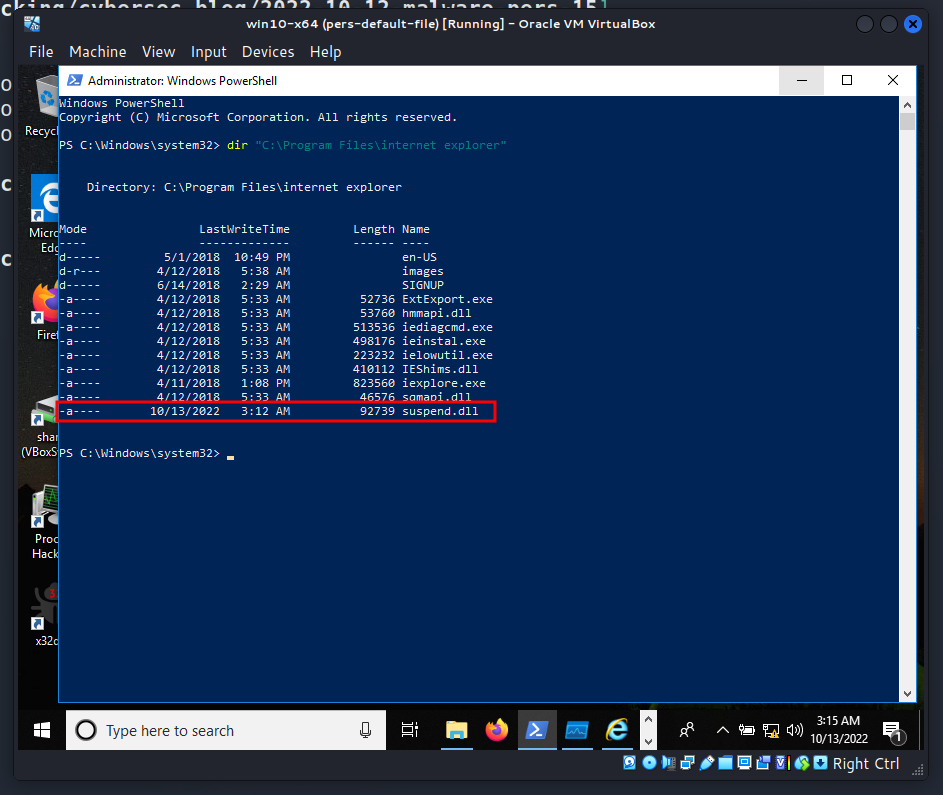 cking/cybersec_blog/2022-10-12-malware-pers-15]
win10-x64 (pers-default-file) [Running] - Oracle VM VirtualBox
File Machine View Input Devices Help
Administrator: Windows PowerShell
Windows PowerShell
Copyright (C) Microsoft Corporation. All rights reserved.
PS C:\Windows\system32> dir "C:\Program Files\internet explorer"
Directory: C:\Program Files\internet explorer
Mode LastWriteTime Length Name
---- ------------- ------ ----
d----- 5/1/2018 10:49 PM en-US
d-r--- 4/12/2018 5:38 AM images
d----- 6/14/2018 2:29 AM SIGNUP
-a---- 4/12/2018 5:33 AM 52736 ExtExport.exe
-a---- 4/12/2018 5:33 AM 53760 hmmapi.dll
-a---- 4/12/2018 5:33 AM 513536 iediagcmd.exe
-a---- 4/12/2018 5:33 AM 498176 ieinstal.exe
-a---- 4/12/2018 5:33 AM 223232 ielowutil.exe
-a---- 4/12/2018 5:33 AM 410112 IEShims.dll
-a---- 4/11/2018 1:08 PM 823560 iexplore.exe
-a---- 4/12/2018 5:33 AM 46576 sqmapi.dll
-a---- 10/13/2022 3:12 AM 92739 suspend.dll
PS C:\Windows\system32>
Recycl
Micro
Edg
Firef
shar
(VBoxS
Proc
Hack
x32d
Type here to search
3:15 AM
10/13/2022
1
Right Ctrl